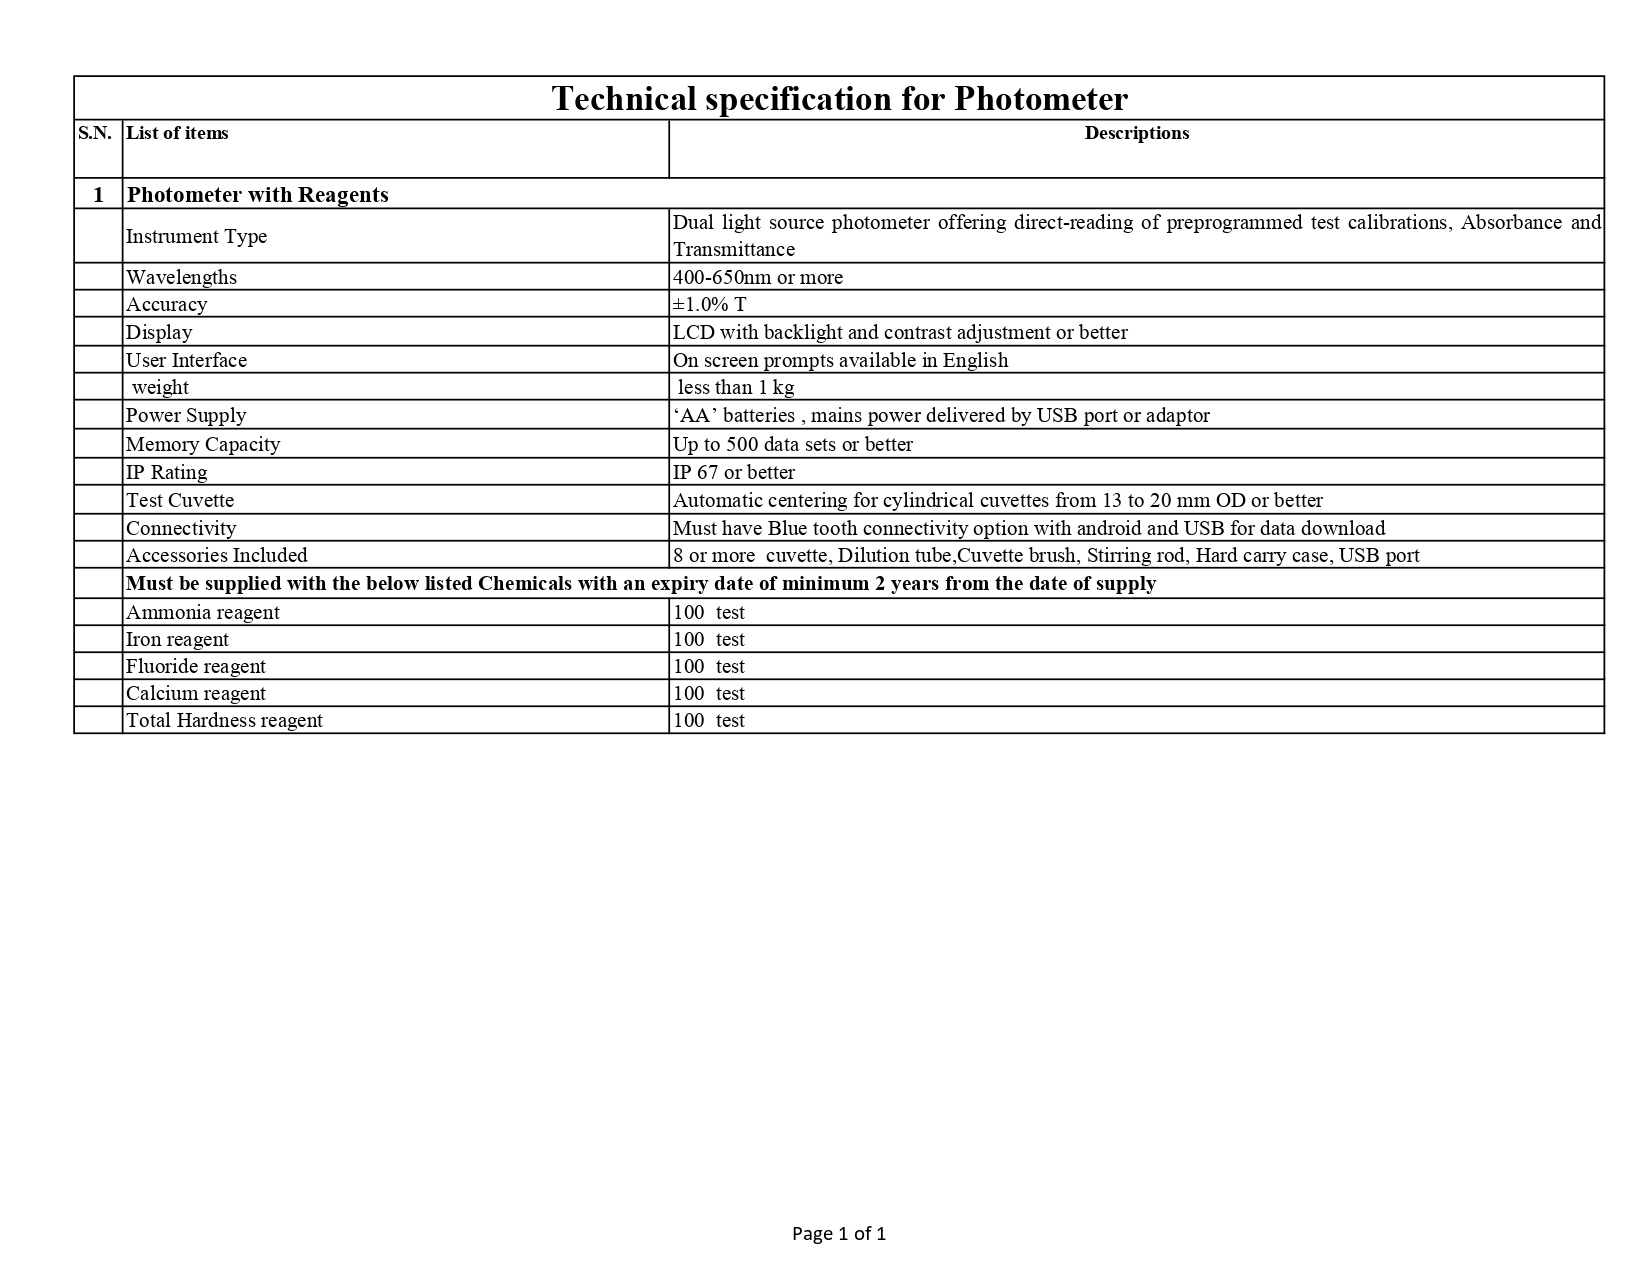 Technical specification for Photometer
S.N. List of items Descriptions
1 Photometer with Reagents
Instrument Type Dual light source photometer offering direct-reading of preprogrammed test calibrations, Absorbance and
Transmittance
Wavelengths 400-650nm or more
Accuracy ±1.0% T
Display LCD with backlight and contrast adjustment or better
User Interface On screen prompts available in English
weight less than 1 kg
Power Supply ‘AA’ batteries , mains power delivered by USB port or adaptor
Memory Capacity Up to 500 data sets or better
IP Rating IP 67 or better
Test Cuvette Automatic centering for cylindrical cuvettes from 13 to 20 mm OD or better
Connectivity Must have Blue tooth connectivity option with android and USB for data download
Accessories Included 8 or more  cuvette, Dilution tube,Cuvette brush, Stirring rod, Hard carry case, USB port
Must be supplied with the below listed Chemicals with an expiry date of minimum 2 years from the date of supply
Ammonia reagent 100  test
Iron reagent 100  test
Fluoride reagent 100  test
Calcium reagent 100  test
Total Hardness reagent 100  test
Page 1 of 1